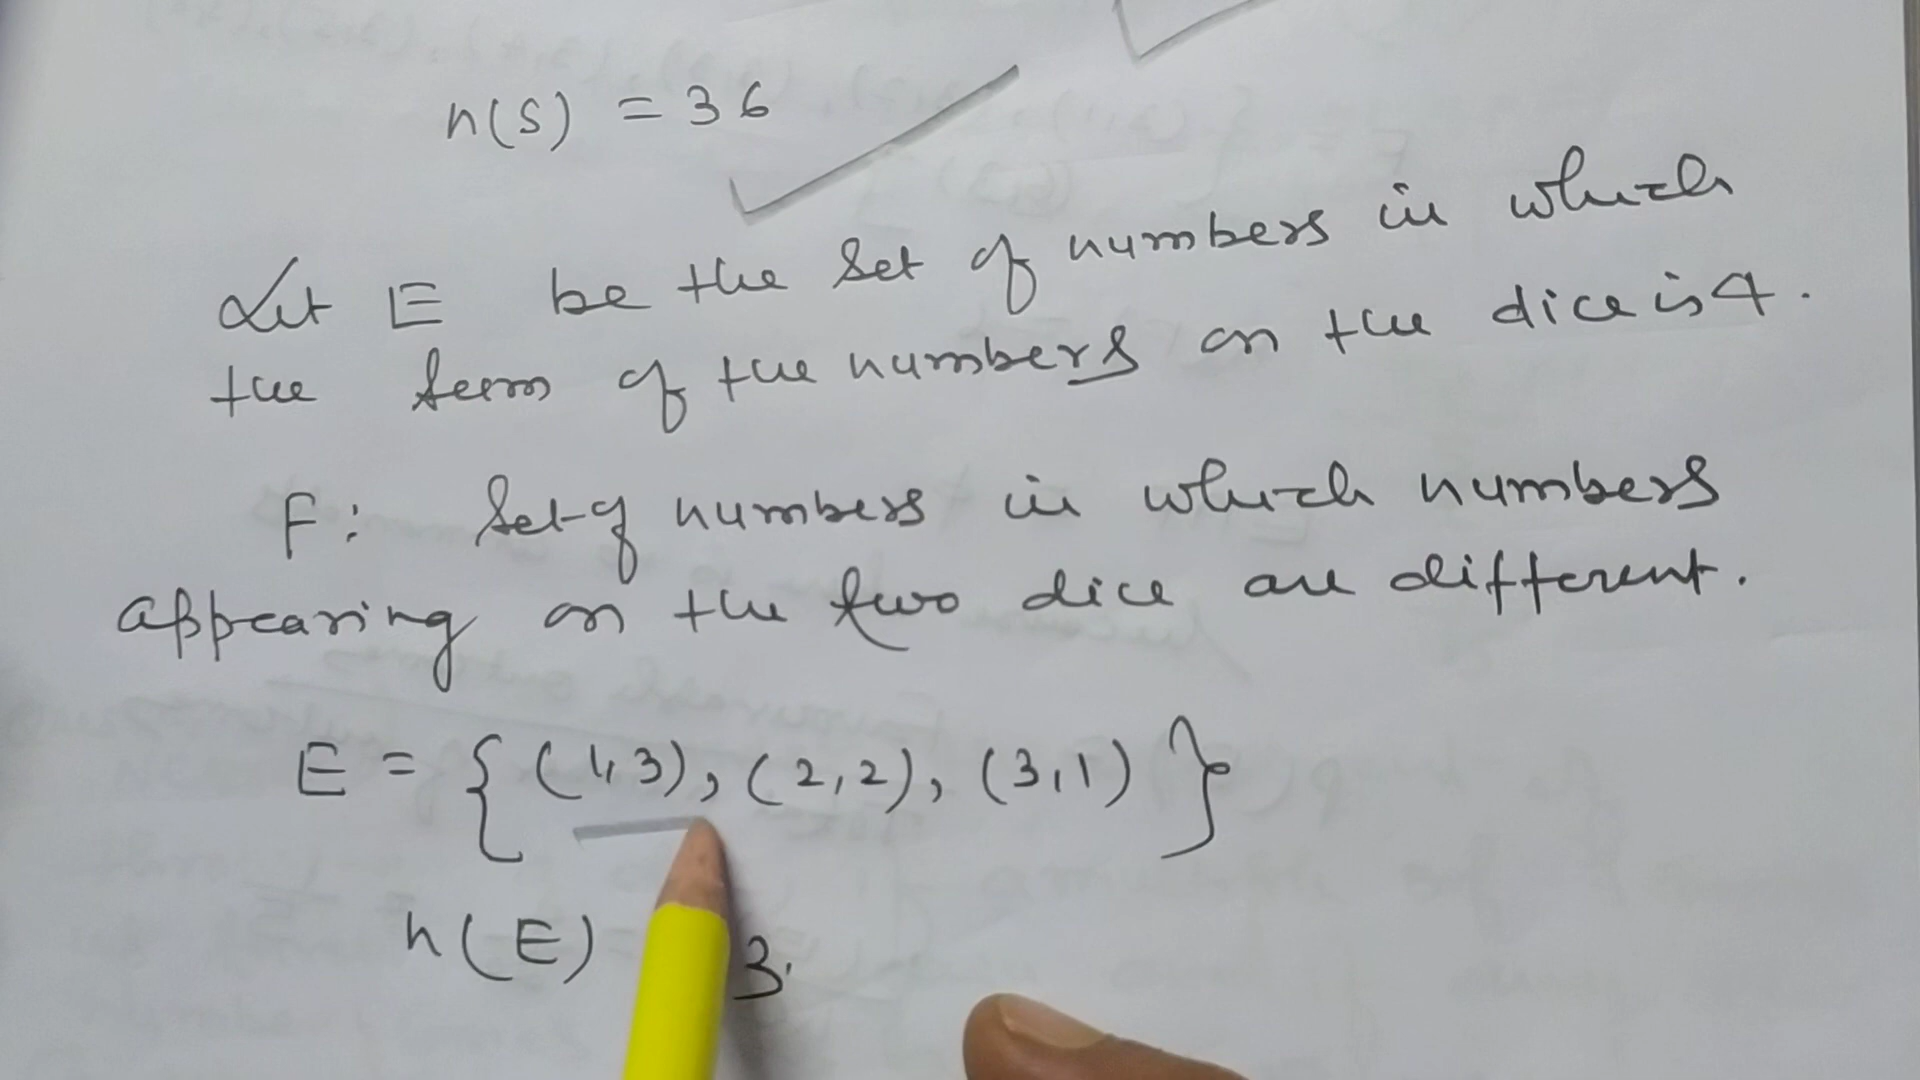 n(S) = 36
Let E be the set of numbers in which
the sum of the numbers on the dice is 4.
F: Set of numbers in which numbers
appearing on the two dice are different.
E = { (1,3), (2,2), (3,1) }
n(E) 3.